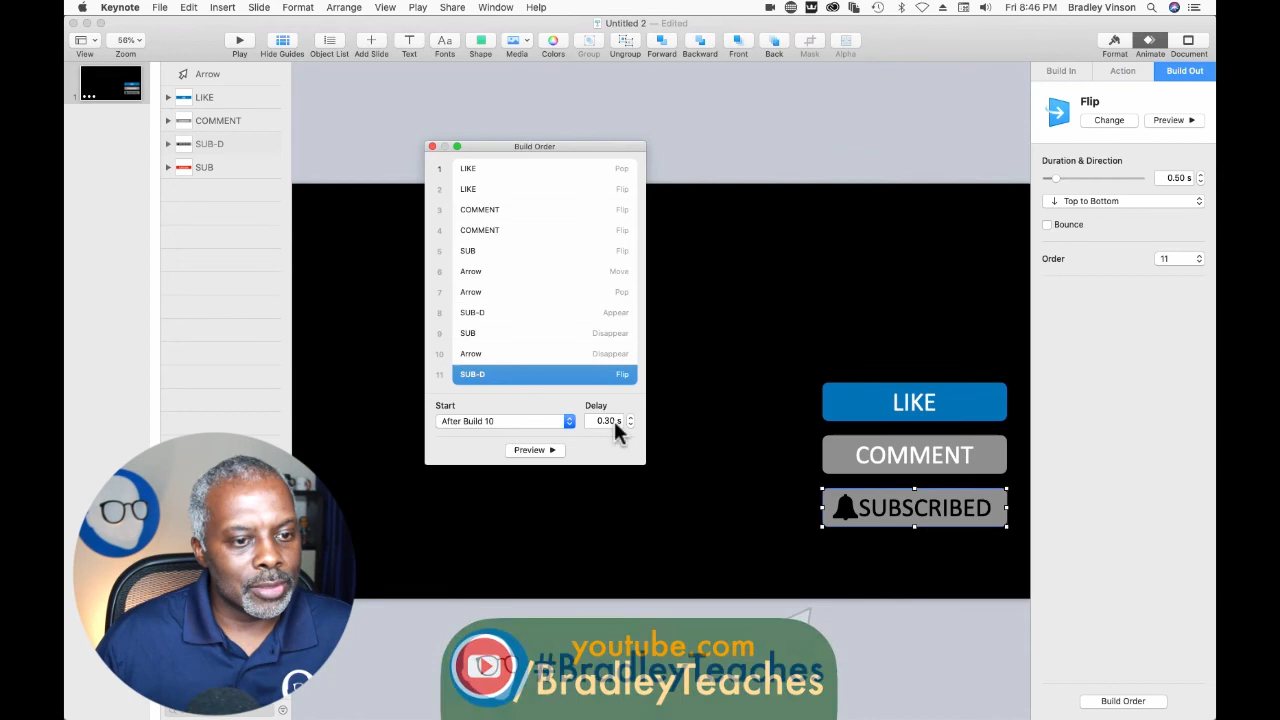 Keynote File Edit Insert Slide Format Arrange View Play Share Window Help Fri 8:46 PM Bradley Vinson
Untitled 2 — Edited
56%
View Zoom Play Hide Guides Object List Add Slide Text Fonts Shape Media Colors Group Ungroup Forward Backward Front Back Mask Alpha Format Animate Document
Aa
1
Arrow
LIKE
COMMENT
SUB-D
SUB
Build Order
1 LIKE Pop
2 LIKE Flip
3 COMMENT Flip
4 COMMENT Flip
5 SUB Flip
6 Arrow Move
7 Arrow Pop
8 SUB-D Appear
9 SUB Disappear
10 Arrow Disappear
11 SUB-D Flip
Start Delay
After Build 10 0.30 s
Preview
LIKE
COMMENT
SUBSCRIBED
Build In Action Build Out
Flip
Change Preview
Duration & Direction
0.50 s
Top to Bottom
Bounce
Order 11
Build Order
youtube.com
#BradleyTeaches
/BradleyTeaches